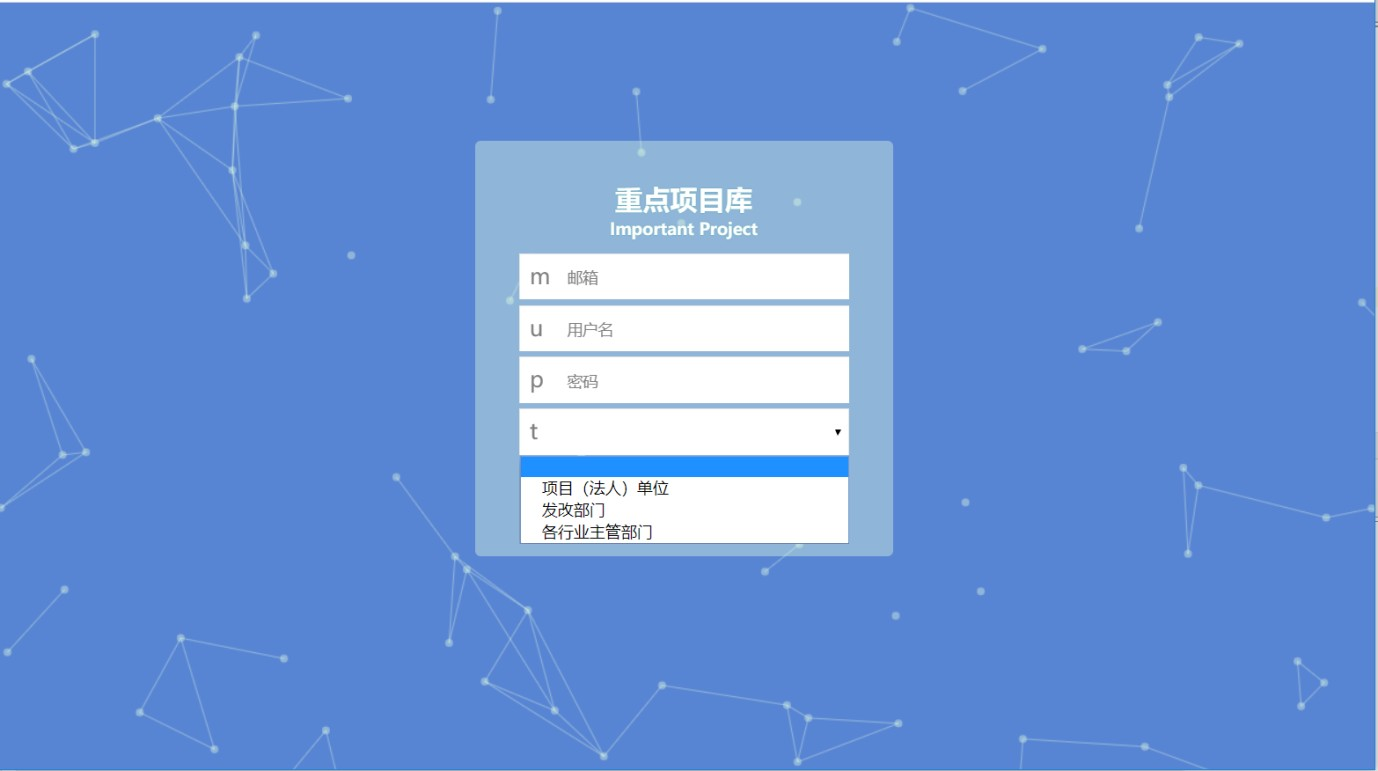 重点项目库
Important Project
m 邮箱
u 用户名
p 密码
t
项目（法人）单位
发改部门
各行业主管部门